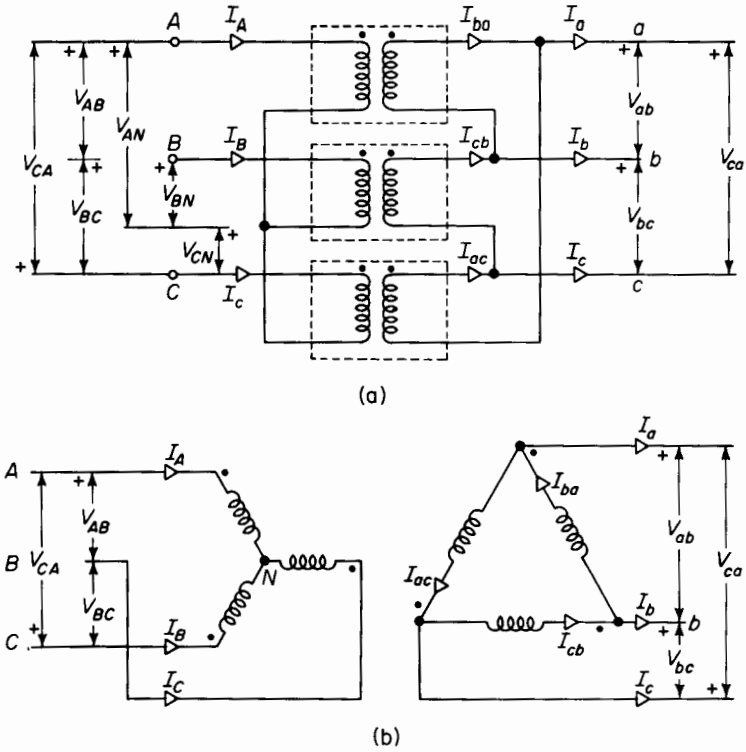 A I_A I_ba I_a a
+ + + + +
V_AB V_ab
V_AN
B I_B I_cb I_b
V_CA + + + b V_ca
V_BN
V_BC V_bc
+
V_CN
+ C I_c I_ac I_c c
(a)
I_a
A I_A +
+ I_ba
V_AB V_ab
B V_CA N I_ac V_ca
V_BC I_b
+ b
C + I_B I_cb + V_bc
I_C I_c +
(b)